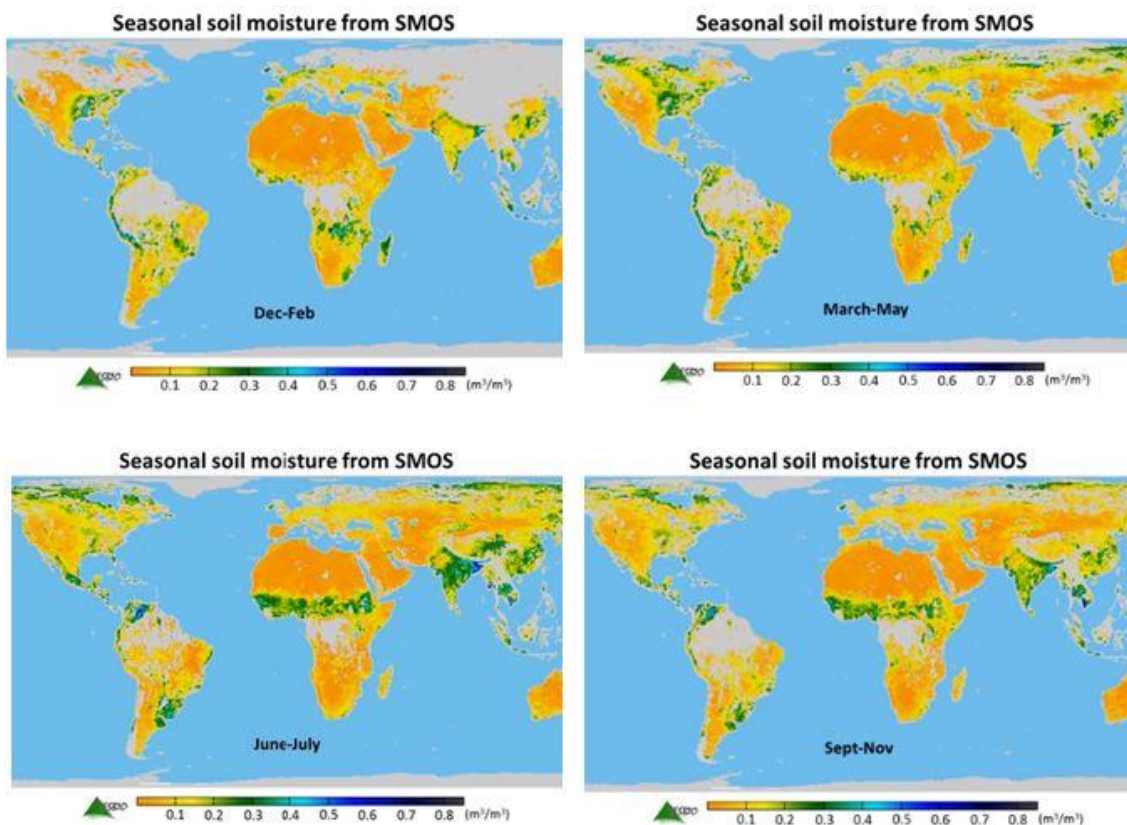 Seasonal soil moisture from SMOS
Dec-Feb
0.1 0.2 0.3 0.4 0.5 0.6 0.7 0.8 (m³/m³)
Seasonal soil moisture from SMOS
March-May
0.1 0.2 0.3 0.4 0.5 0.6 0.7 0.8 (m³/m³)
Seasonal soil moisture from SMOS
June-July
0.1 0.2 0.3 0.4 0.5 0.6 0.7 0.8 (m³/m³)
Seasonal soil moisture from SMOS
Sept-Nov
0.1 0.2 0.3 0.4 0.5 0.6 0.7 0.8 (m³/m³)